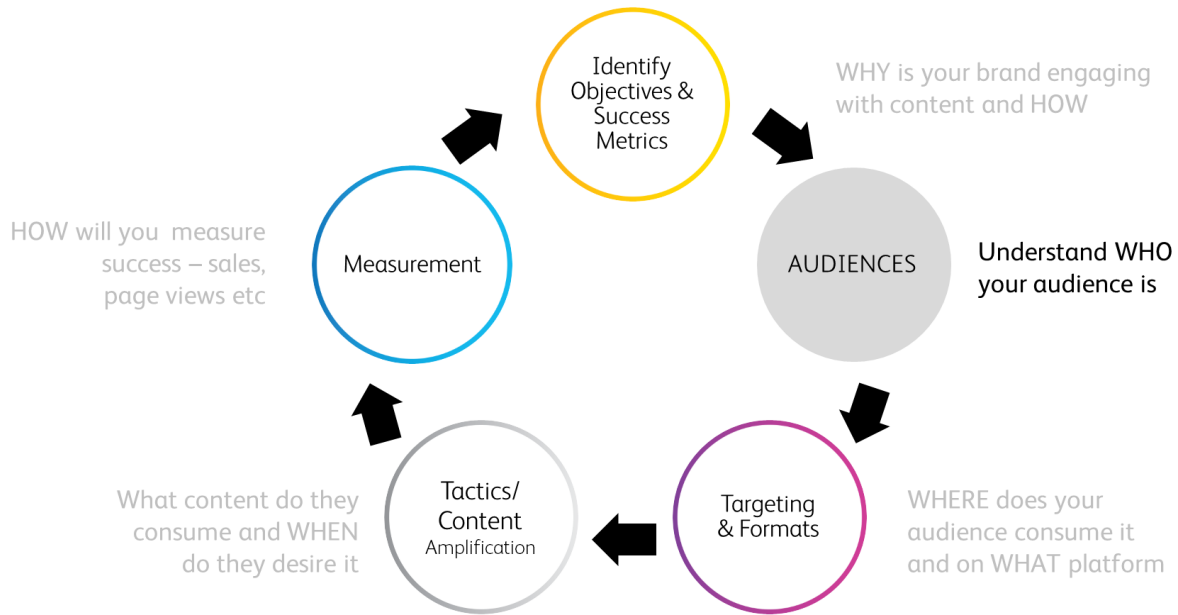 Identify
Objectives &
Success
Metrics
WHY is your brand engaging
with content and HOW
AUDIENCES
Understand WHO
your audience is
Targeting
& Formats
WHERE does your
audience consume it
and on WHAT platform
Tactics/
Content
Amplification
What content do they
consume and WHEN
do they desire it
Measurement
HOW will you measure
success – sales,
page views etc